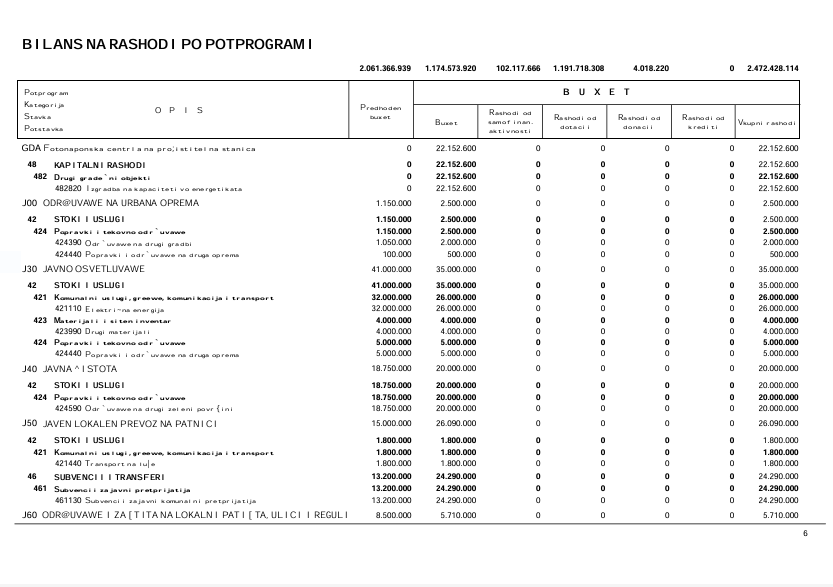 BILANS NA RASHODI PO POTPROGRAMI
2.061.366.939 1.174.573.920 102.117.666 1.191.718.308 4.018.220 0 2.472.428.114
Potprogram
Kategorija
Stavka
Potstavka
O P I S
Predhoden buxet
B U X E T
Buxet
Rashodi od samofinan. aktivnosti
Rashodi od dotacii
Rashodi od donacii
Rashodi od krediti
Vkupni rashodi
GDA Fotonaponska centrla na pro;istitelna stanica 0 22.152.600 0 0 0 0 22.152.600
48 KAPITALNI RASHODI 0 22.152.600 0 0 0 0 22.152.600
482 Drugi grade`ni objekti 0 22.152.600 0 0 0 0 22.152.600
482820 Izgradba na kapaciteti vo energetikata 0 22.152.600 0 0 0 0 22.152.600
J00 ODR@UVAWE NA URBANA OPREMA 1.150.000 2.500.000 0 0 0 0 2.500.000
42 STOKI I USLUGI 1.150.000 2.500.000 0 0 0 0 2.500.000
424 Popravki i tekovno odr`uvawe 1.150.000 2.500.000 0 0 0 0 2.500.000
424390 Odr`uvawe na drugi gradbi 1.050.000 2.000.000 0 0 0 0 2.000.000
424440 Popravki i odr`uvawe na druga oprema 100.000 500.000 0 0 0 0 500.000
J30 JAVNO OSVETLUVAWE 41.000.000 35.000.000 0 0 0 0 35.000.000
42 STOKI I USLUGI 41.000.000 35.000.000 0 0 0 0 35.000.000
421 Komunalni uslugi,greewe,komunikacija i transport 32.000.000 26.000.000 0 0 0 0 26.000.000
421110 Elestri~na energija 32.000.000 26.000.000 0 0 0 0 26.000.000
423 Materijali i siten inventar 4.000.000 4.000.000 0 0 0 0 4.000.000
423990 Drugi materijali 4.000.000 4.000.000 0 0 0 0 4.000.000
424 Popravki i tekovno odr`uvawe 5.000.000 5.000.000 0 0 0 0 5.000.000
424440 Popravki i odr`uvawe na druga oprema 5.000.000 5.000.000 0 0 0 0 5.000.000
J40 JAVNA ^ISTOTA 18.750.000 20.000.000 0 0 0 0 20.000.000
42 STOKI I USLUGI 18.750.000 20.000.000 0 0 0 0 20.000.000
424 Popravki i tekovno odr`uvawe 18.750.000 20.000.000 0 0 0 0 20.000.000
424590 Odr`uvawe na drugi zeleni povr{ini 18.750.000 20.000.000 0 0 0 0 20.000.000
J50 JAVEN LOKALEN PREVOZ NA PATNICI 15.000.000 26.090.000 0 0 0 0 26.090.000
42 STOKI I USLUGI 1.800.000 1.800.000 0 0 0 0 1.800.000
421 Komunalni uslugi,greewe,komunikacija i transport 1.800.000 1.800.000 0 0 0 0 1.800.000
421440 Transport na lu|e 1.800.000 1.800.000 0 0 0 0 1.800.000
46 SUBVENCII I TRANSFERI 13.200.000 24.290.000 0 0 0 0 24.290.000
461 Subvencii za javni pretprijatija 13.200.000 24.290.000 0 0 0 0 24.290.000
461130 Subvencii za javni komunalni pretprijatija 13.200.000 24.290.000 0 0 0 0 24.290.000
J60 ODR@UVAWE I ZA[TITA NA LOKALNI PATI[TA,ULICI I REGULI 8.500.000 5.710.000 0 0 0 0 5.710.000
6